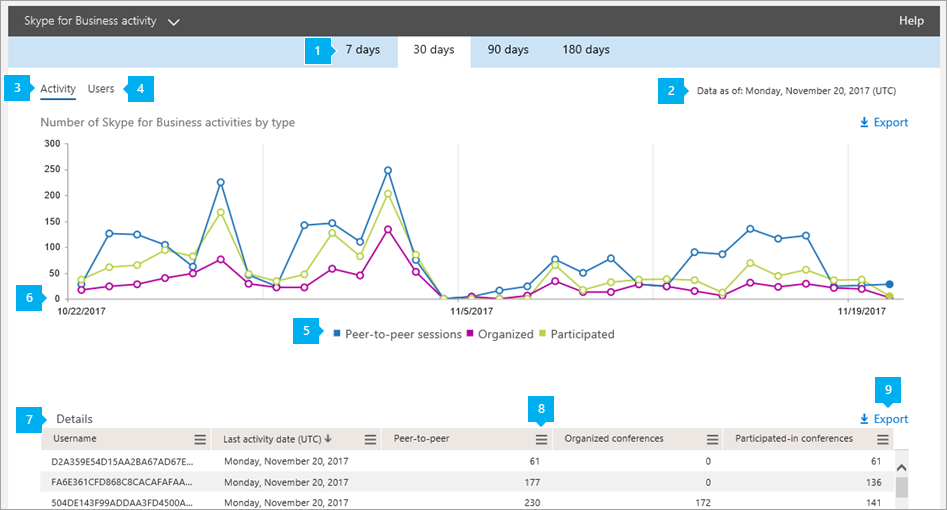 Skype for Business activity Help
1 7 days 30 days 90 days 180 days
3 Activity Users 4 2 Data as of: Monday, November 20, 2017 (UTC)
Number of Skype for Business activities by type Export
300
250
200
150
100
50
6 0
10/22/2017 11/5/2017 11/19/2017
5 Peer-to-peer sessions Organized Participated
7 Details 8 9 Export
Username Last activity date (UTC) Peer-to-peer Organized conferences Participated-in conferences
D2A359E54D15AA2BA67AD67E... Monday, November 20, 2017 61 0 61
FA6E361CFD868C8CACAFAFAA... Monday, November 20, 2017 177 0 136
504DE143F99ADDAA3FD4500A... Monday, November 20, 2017 230 172 141